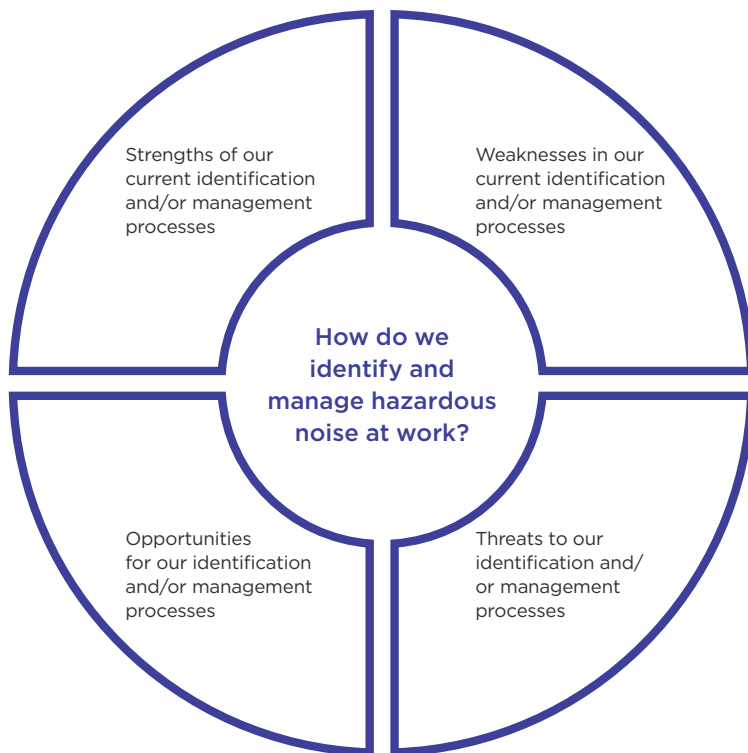 Strengths of our
current identification
and/or management
processes
Weaknesses in our
current identification
and/or management
processes
How do we
identify and
manage hazardous
noise at work?
Opportunities
for our identification
and/or management
processes
Threats to our
identification and/
or management
processes